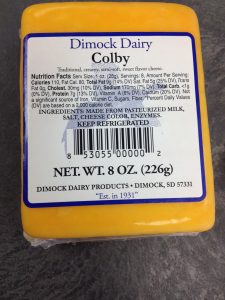 Dimock Dairy
Colby
Traditional, creamy, semi-soft, sweet flavor cheese.
Nutrition Facts Serv. Size: 1 oz. (28g), Servings: 8, Amount Per Serving:
Calories 110, Fat Cal. 80, Total Fat 9g (14% DV) Sat. Fat 5g (25% DV), Trans
Fat 0g, Cholest. 30mg (10% DV), Sodium 170mg (7% DV), Total Carb. <1g
(0% DV), Protein 7g (13% DV), Vitamin A (6% DV), Calcium (20% DV). Not
a significant source of Iron, Vitamin C, Sugars, Fiber. *Percent Daily Values
(DV) are based on a 2,000 calorie diet.
INGREDIENTS: MADE FROM PASTEURIZED MILK,
SALT, CHEESE COLOR, ENZYMES.
KEEP REFRIGERATED
8 53055 00000 2
NET. WT. 8 OZ. (226g)
DIMOCK DAIRY PRODUCTS • DIMOCK, SD 57331
"Est. in 1931"